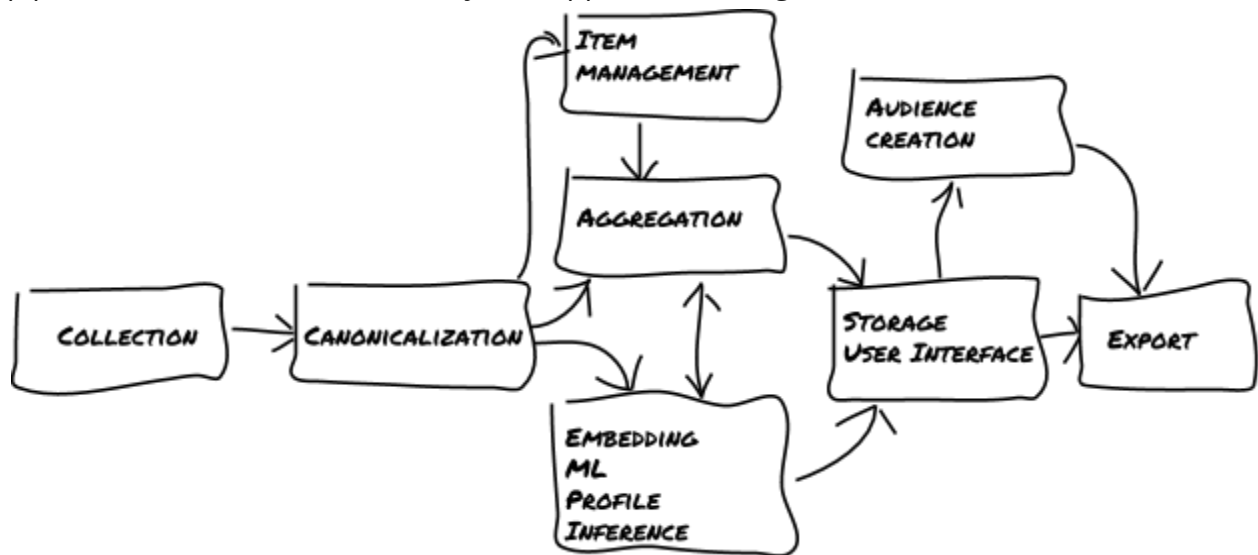 ITEM
MANAGEMENT
AUDIENCE
CREATION
AGGREGATION
COLLECTION
CANONICALIZATION
STORAGE
USER INTERFACE
EXPORT
EMBEDDING
ML
PROFILE
INFERENCE